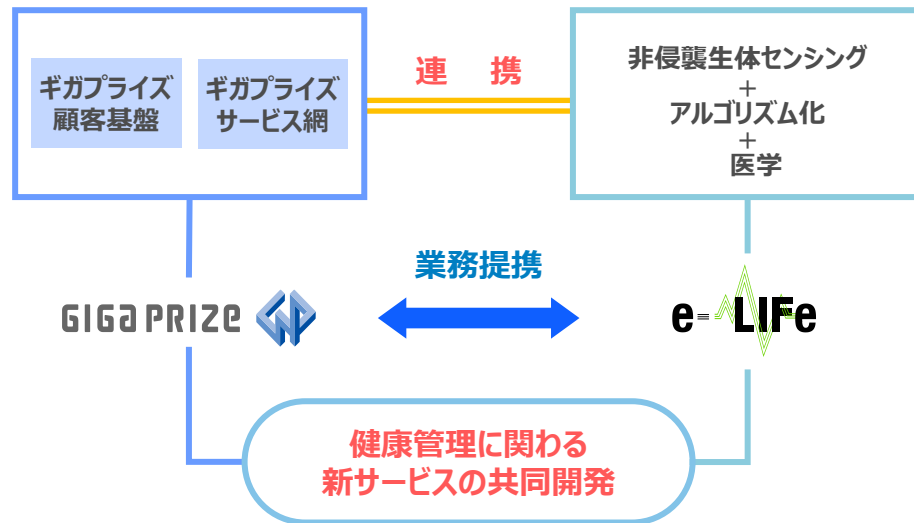 ギガプライズ
顧客基盤
ギガプライズ
サービス網
連 携
非侵襲生体センシング
+
アルゴリズム化
+
医学
業務提携
GIGa PRIZe
e-LIFe
健康管理に関わる
新サービスの共同開発